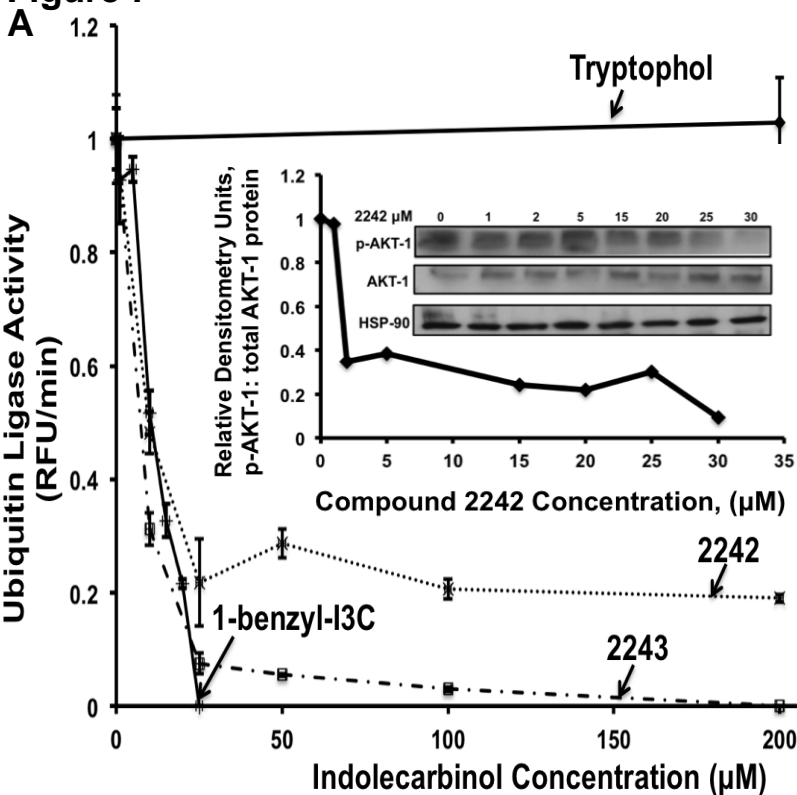 A
1.2
1
0.8
0.6
0.4
0.2
0
Ubiquitin Ligase Activity
(RFU/min)
0
50
100
150
200
Indolecarbinol Concentration (µM)
Tryptophol
2242
2243
1-benzyl-I3C
Relative Densitometry Units,
p-AKT-1: total AKT-1 protein
1.2
1
0.8
0.6
0.4
0.2
0
0 5 10 15 20 25 30 35
Compound 2242 Concentration, (µM)
2242 µM 0 1 2 5 15 20 25 30
p-AKT-1
AKT-1
HSP-90